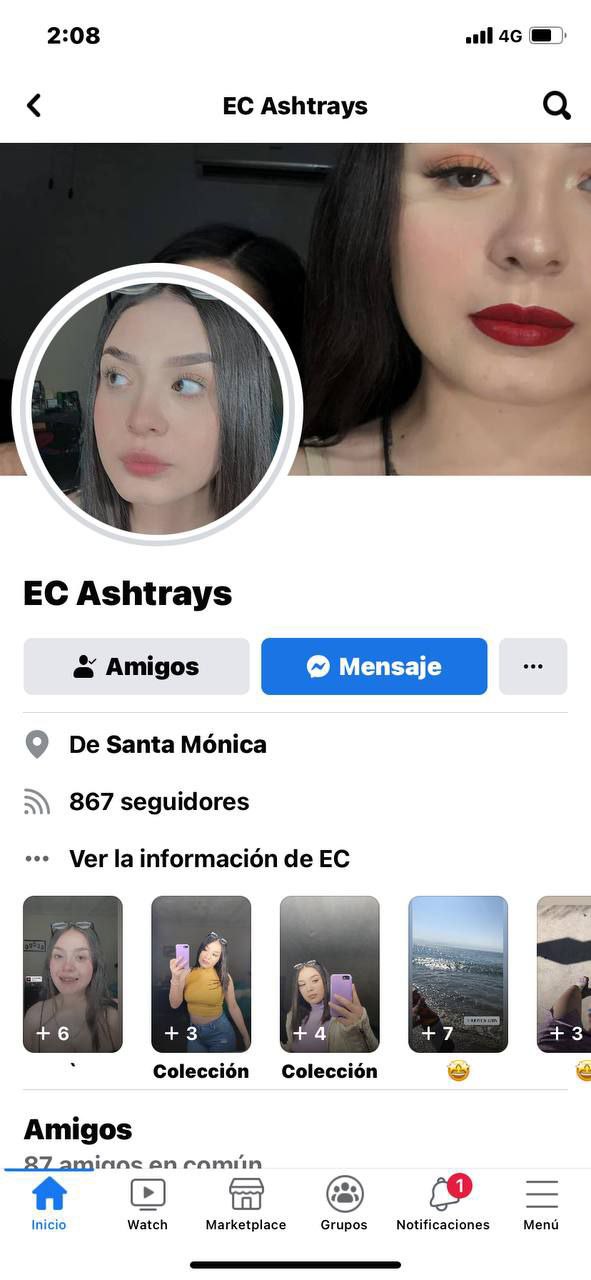 2:08
4G
EC Ashtrays
EC Ashtrays
Amigos
Mensaje
De Santa Mónica
867 seguidores
Ver la información de EC
+ 6
+ 3
+ 4
+ 7
+ 3
`
Colección
Colección
Amigos
87 amigos en común
1
Inicio
Watch
Marketplace
Grupos
Notificaciones
Menú